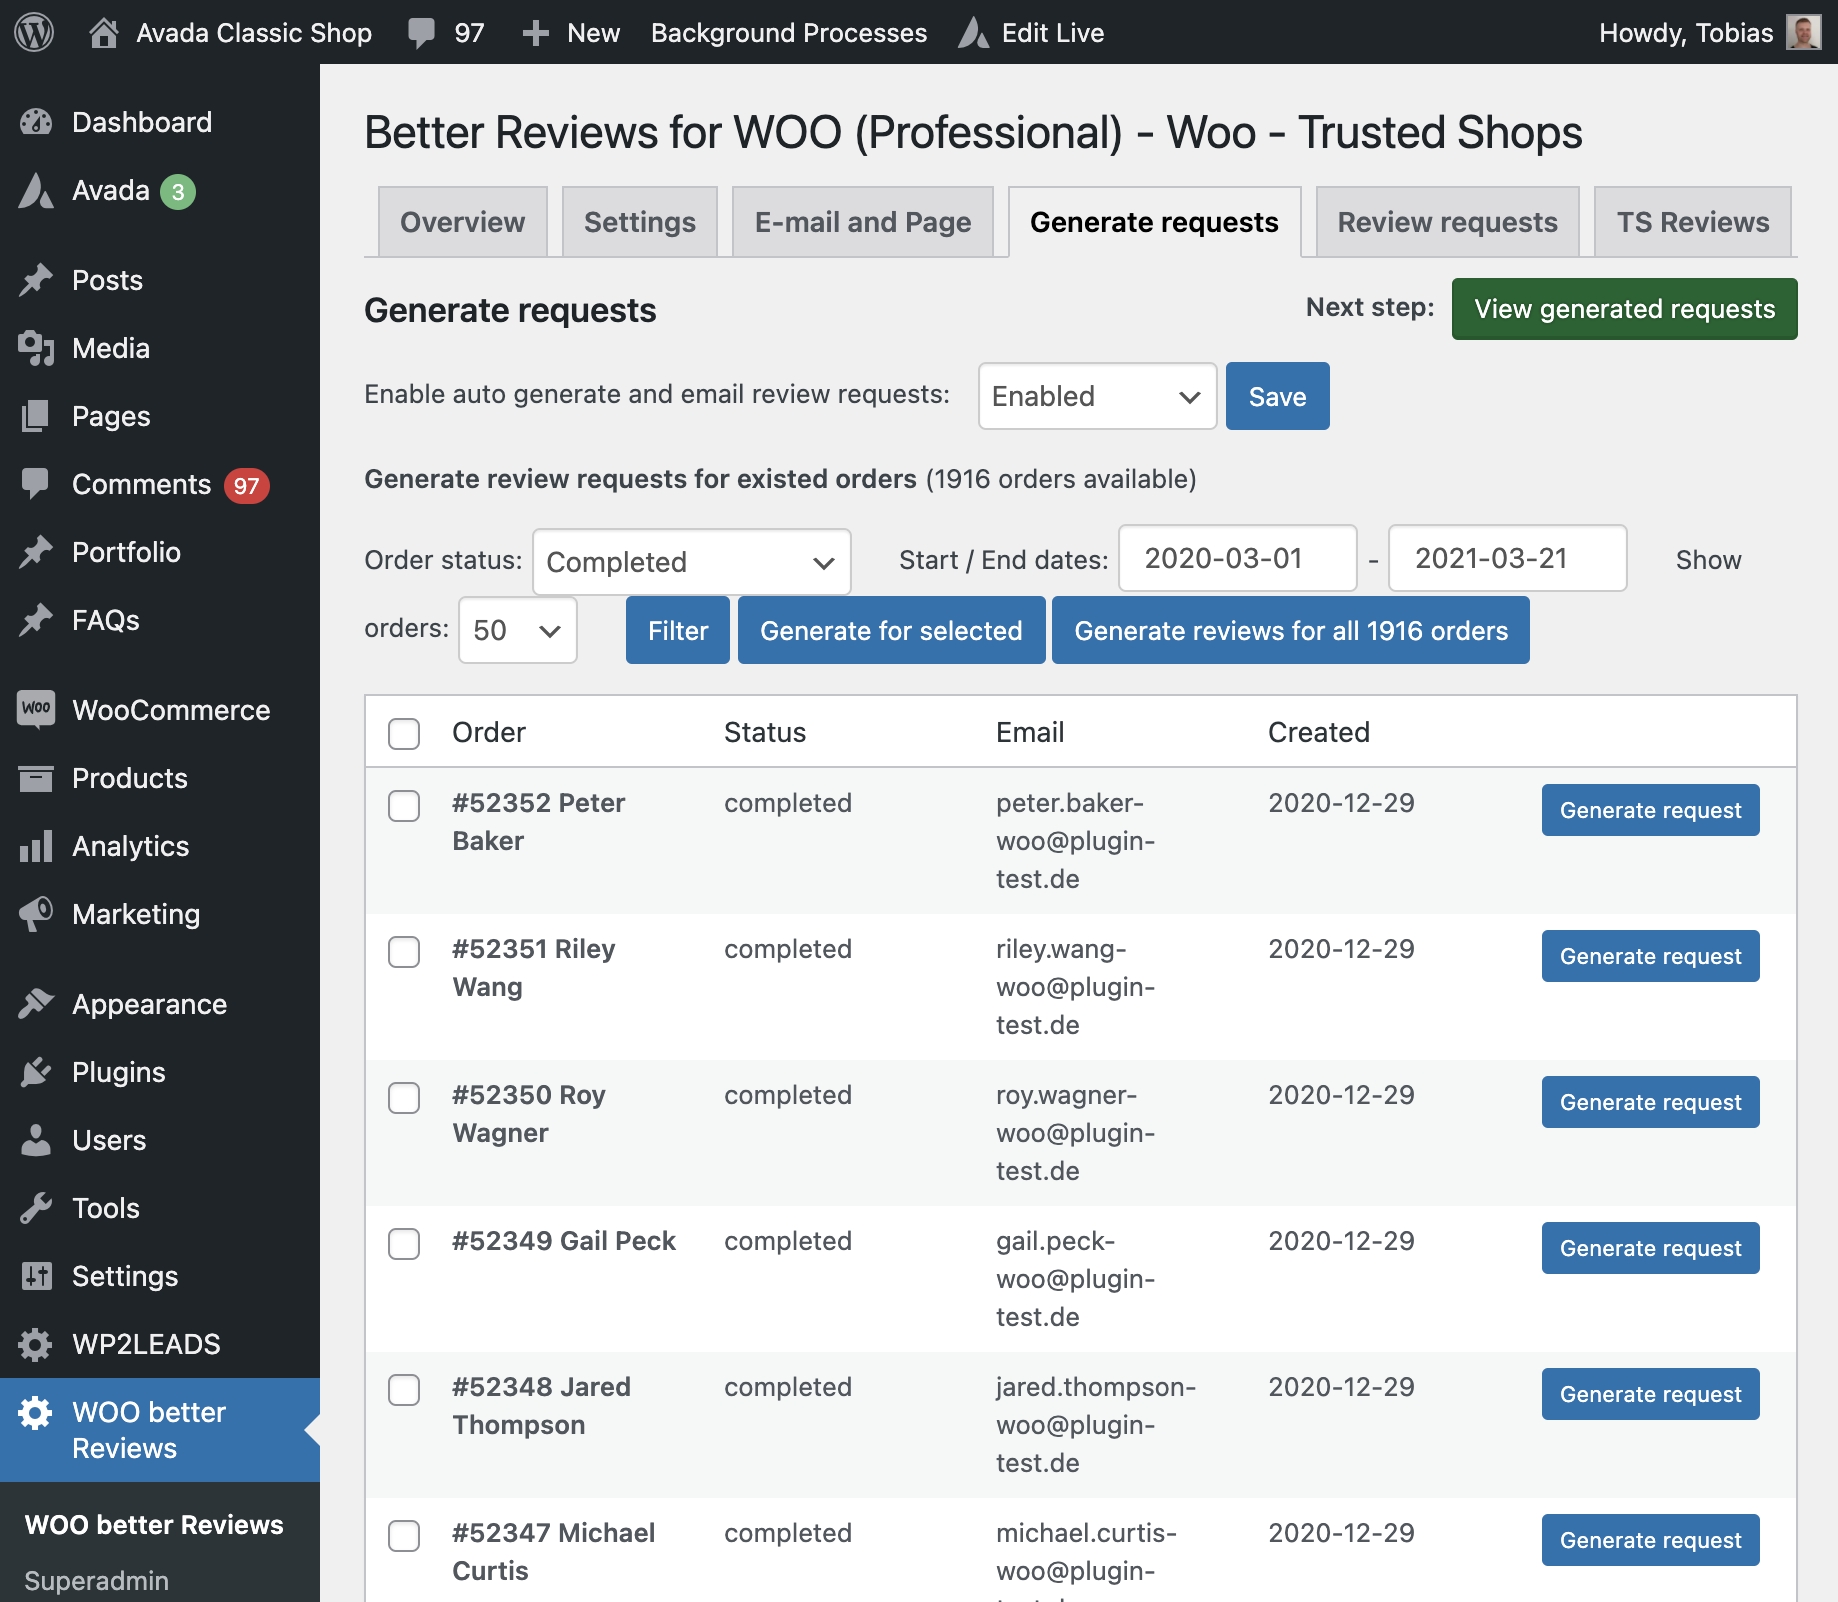 Avada Classic Shop 97 New Background Processes Edit Live Howdy, Tobias
Dashboard
Avada 3
Posts
Media
Pages
Comments 97
Portfolio
FAQs
Woo WooCommerce
Products
Analytics
Marketing
Appearance
Plugins
Users
Tools
Settings
WP2LEADS
WOO better
Reviews
WOO better Reviews
Superadmin
Better Reviews for WOO (Professional) - Woo - Trusted Shops
Overview Settings E-mail and Page Generate requests Review requests TS Reviews
Generate requests Next step: View generated requests
Enable auto generate and email review requests: Enabled Save
Generate review requests for existed orders (1916 orders available)
Order status: Completed Start / End dates: 2020-03-01 - 2021-03-21 Show
orders: 50 Filter Generate for selected Generate reviews for all 1916 orders
Order Status Email Created
#52352 Peter completed peter.baker- 2020-12-29 Generate request
Baker woo@plugin-
test.de
#52351 Riley completed riley.wang- 2020-12-29 Generate request
Wang woo@plugin-
test.de
#52350 Roy completed roy.wagner- 2020-12-29 Generate request
Wagner woo@plugin-
test.de
#52349 Gail Peck completed gail.peck- 2020-12-29 Generate request
woo@plugin-
test.de
#52348 Jared completed jared.thompson- 2020-12-29 Generate request
Thompson woo@plugin-
test.de
#52347 Michael completed michael.curtis- 2020-12-29 Generate request
Curtis woo@plugin-